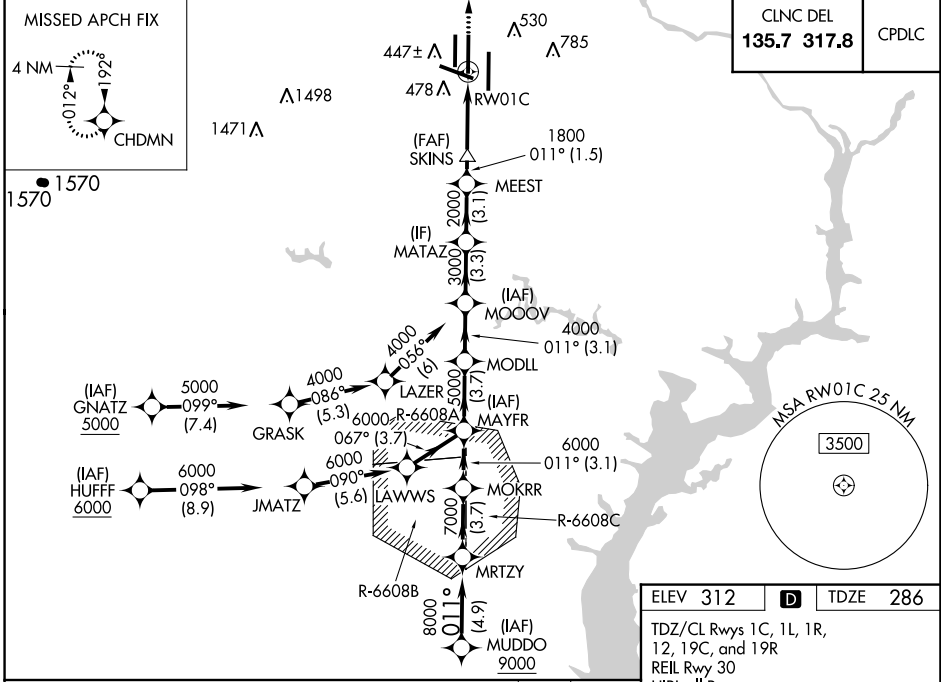 MISSED APCH FIX
4 NM
192°
012°
CHDMN
CLNC DEL
135.7 317.8
CPDLC
530
785
447±
478
RW01C
1498
1471
1570
1570
(FAF)
SKINS
1800
011° (1.5)
MEEST
2000
(3.1)
(IF)
MATAZ
3000
(3.3)
(IAF)
MOOOV
4000
011° (3.1)
MODLL
4000
056°
(6)
LAZER
5000
(3.7)
(IAF)
GNATZ
5000
5000
099°
(7.4)
GRASK
4000
086°
(5.3)
R-6608A
(IAF)
MAYFR
6000
067° (3.7)
6000
011° (3.1)
(IAF)
HUFFF
6000
6000
098°
(8.9)
JMATZ
6000
090°
(5.6)
LAWWS
MOKRR
7000
(3.7)
R-6608C
MRTZY
R-6608B
8000
011°
(4.9)
(IAF)
MUDDO
9000
MSA RW01C 25 NM
3500
ELEV 312 D TDZE 286
TDZ/CL Rwys 1C, 1L, 1R,
12, 19C, and 19R
REIL Rwy 30